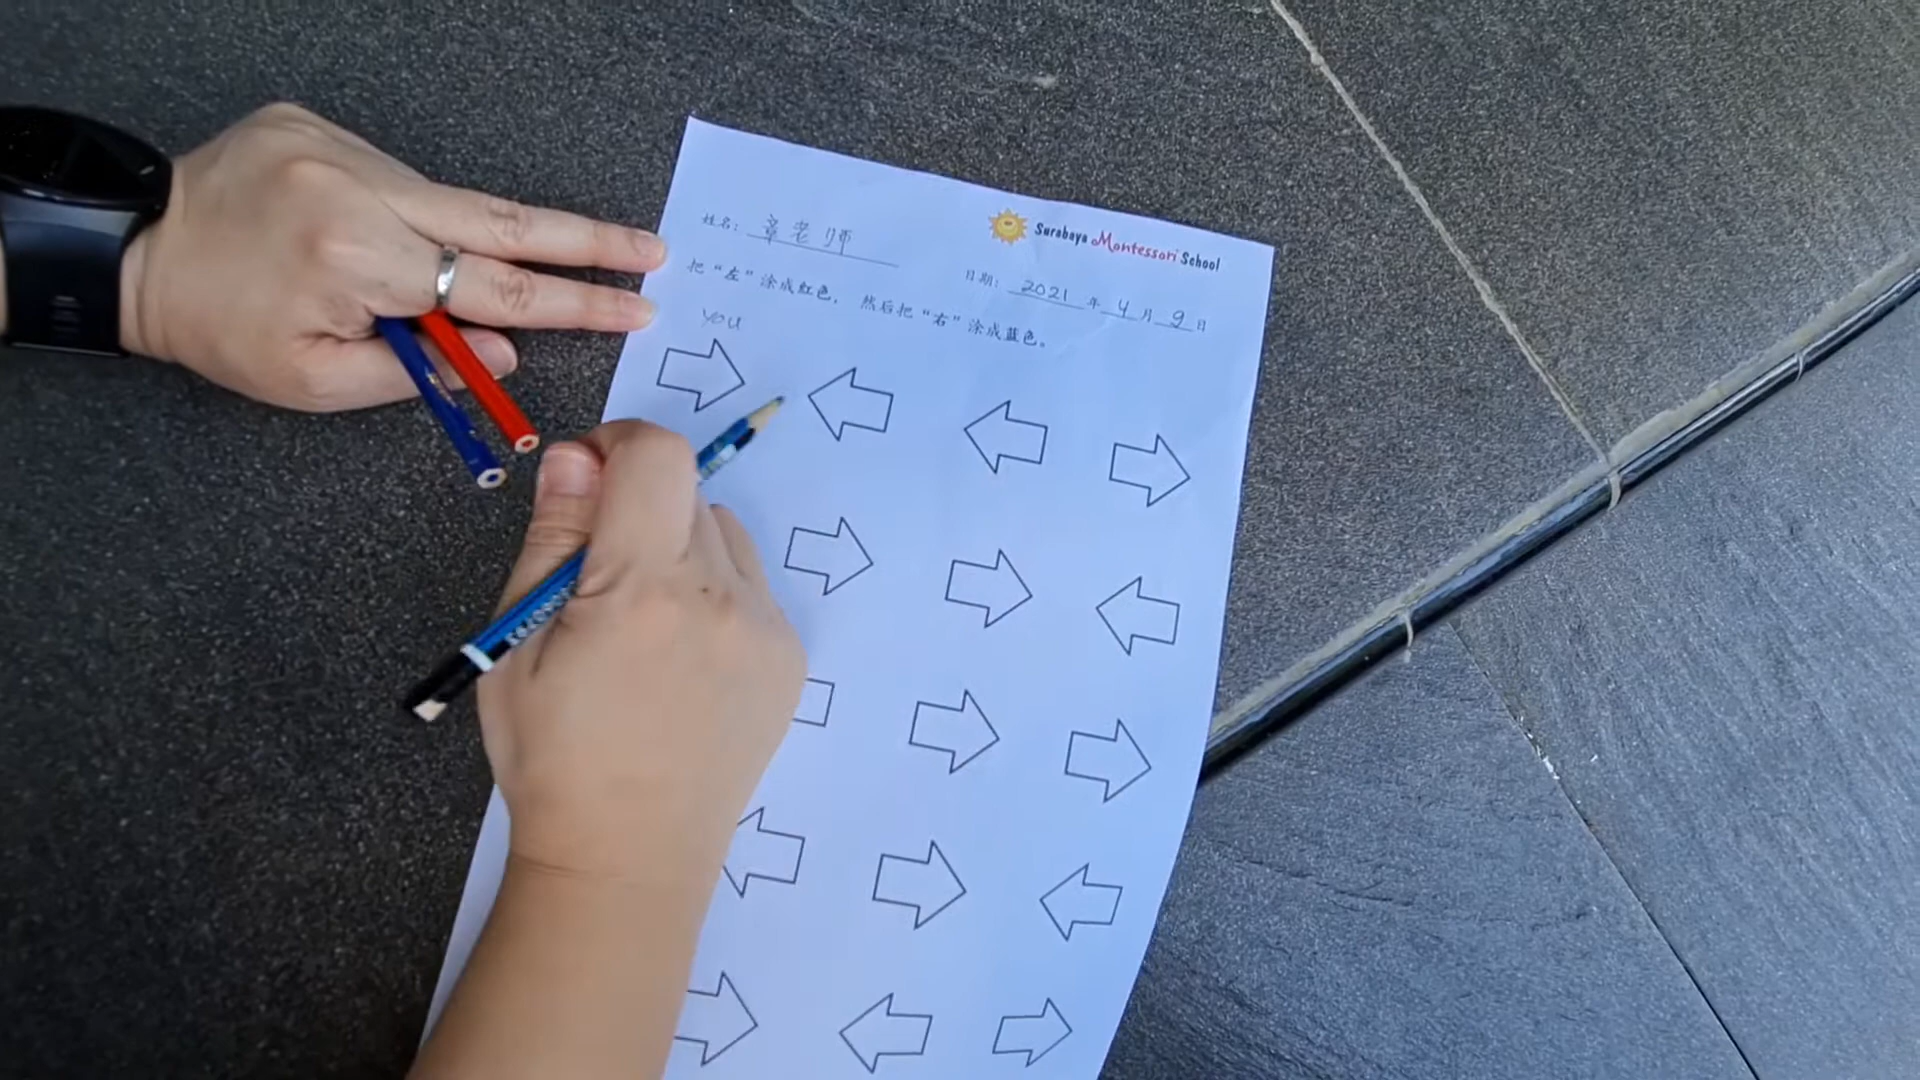 Surabaya Montessori School
姓名: 章老师
日期: 2021 年 4 月 9 日
把“左”涂成红色，然后把“右”涂成蓝色。
you